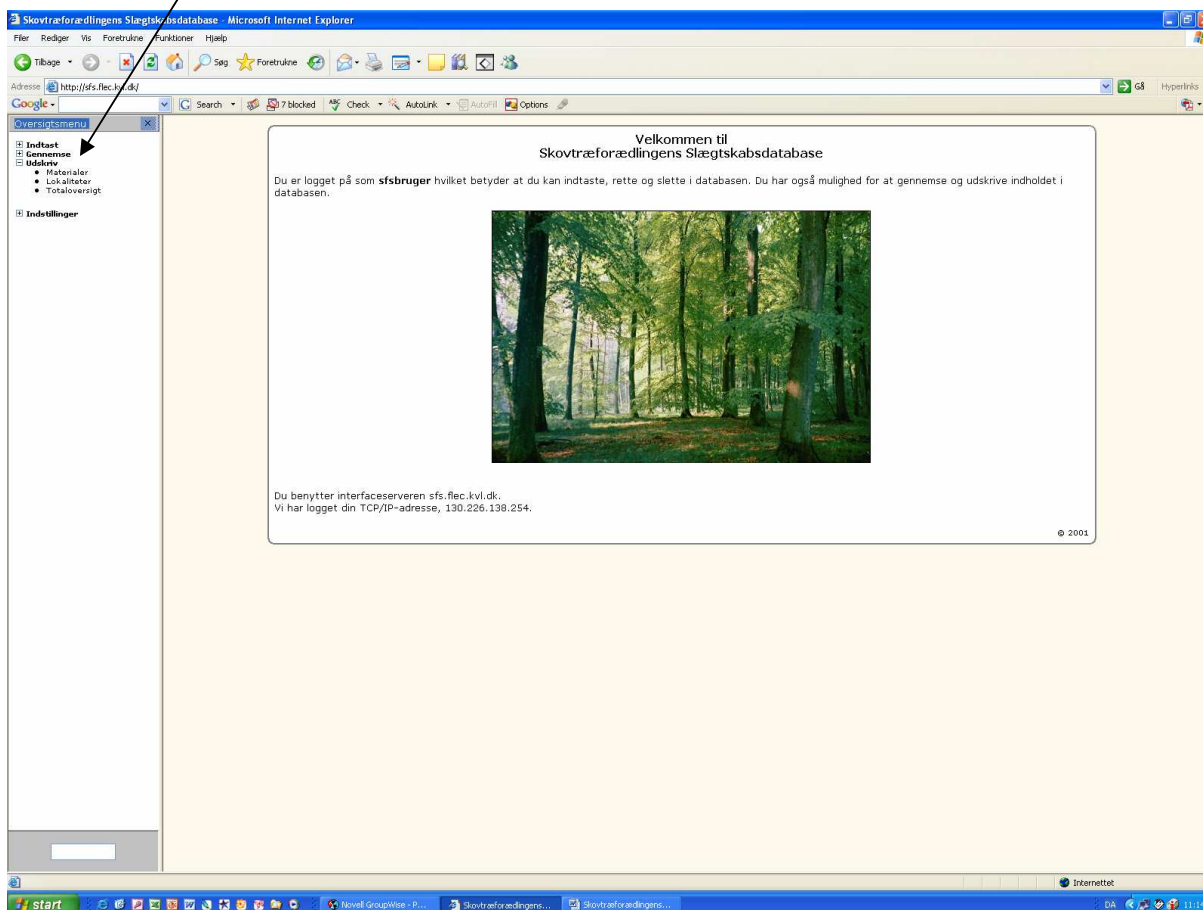 Skovtræforædlingens Slægtskabsdatabase - Microsoft Internet Explorer
Filer Rediger Vis Foretrukne Funktioner Hjælp
Tilbage Søg Foretrukne
Adresse http://sfs.flec.kvl.dk/ Gå Hyperlinks
Google Search 7 blocked Check AutoLink AutoFill Options
Oversigtsmenu
Indtast
Gennemse
Udskriv
Materialer
Lokaliteter
Totaloversigt
Indstillinger
Velkommen til
Skovtræforædlingens Slægtskabsdatabase
Du er logget på som sfsbruger hvilket betyder at du kan indtaste, rette og slette i databasen. Du har også mulighed for at gennemse og udskrive indholdet i
databasen.
Du benytter interfaceserveren sfs.flec.kvl.dk.
Vi har logget din TCP/IP-adresse, 130.226.138.254.
© 2001
Internettet
start Novell GroupWise - P... Skovtræforædlingens... Skovtræforædlingens... DA